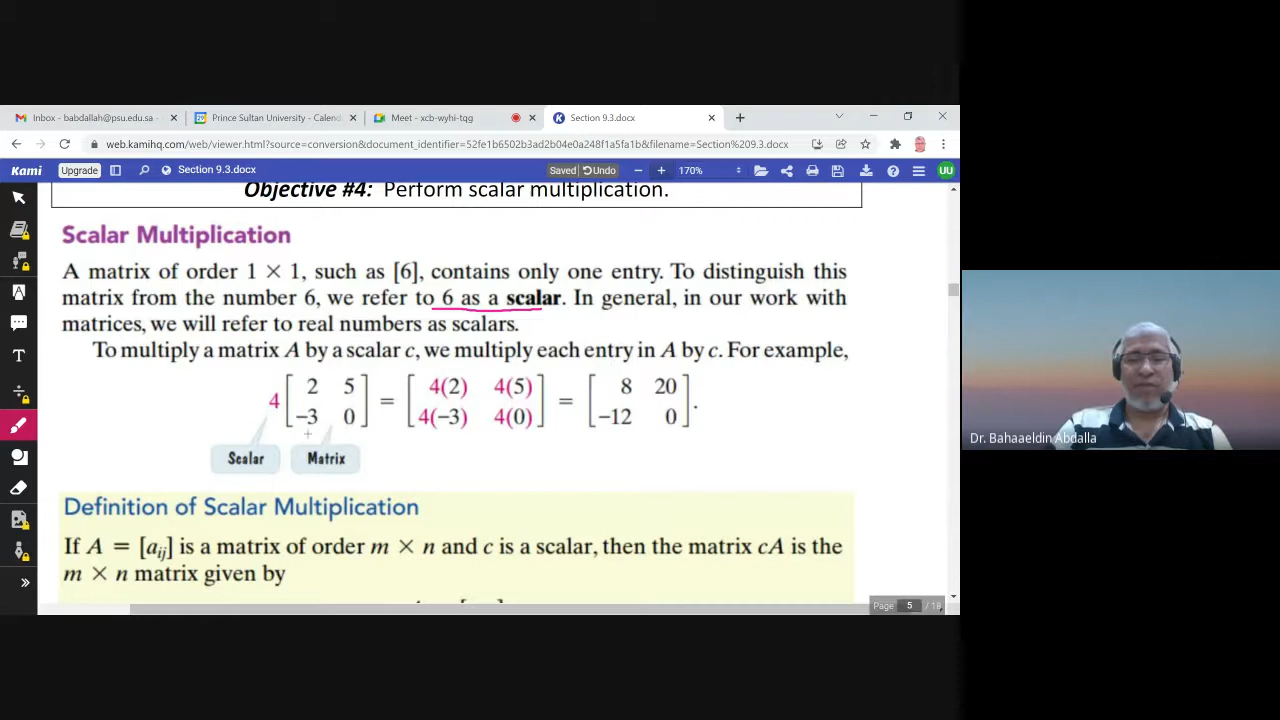 Inbox - babdallah@psu.edu.sa -
Prince Sultan University - Calend
Meet - xcb-wyhi-tqg
Section 9.3.docx
web.kamihq.com/web/viewer.html?source=conversion&document_identifier=52fe1b6502b3ad2b04e0a248f1a5fa1b&filename=Section%209.3.docx
Kami
Upgrade
Section 9.3.docx
Saved
Undo
170%
UU
Objective #4: Perform scalar multiplication.
Scalar Multiplication
A matrix of order 1 × 1, such as [6], contains only one entry. To distinguish this
matrix from the number 6, we refer to 6 as a scalar. In general, in our work with
matrices, we will refer to real numbers as scalars.
To multiply a matrix A by a scalar c, we multiply each entry in A by c. For example,
4 [ 2 5 ] = [ 4(2) 4(5) ] = [ 8 20 ]
[ −3 0 ] [ 4(−3) 4(0) ] [ −12 0 ].
Scalar
Matrix
Definition of Scalar Multiplication
If A = [aij] is a matrix of order m × n and c is a scalar, then the matrix cA is the
m × n matrix given by
Page 5 / 18
Dr. Bahaaeldin Abdalla